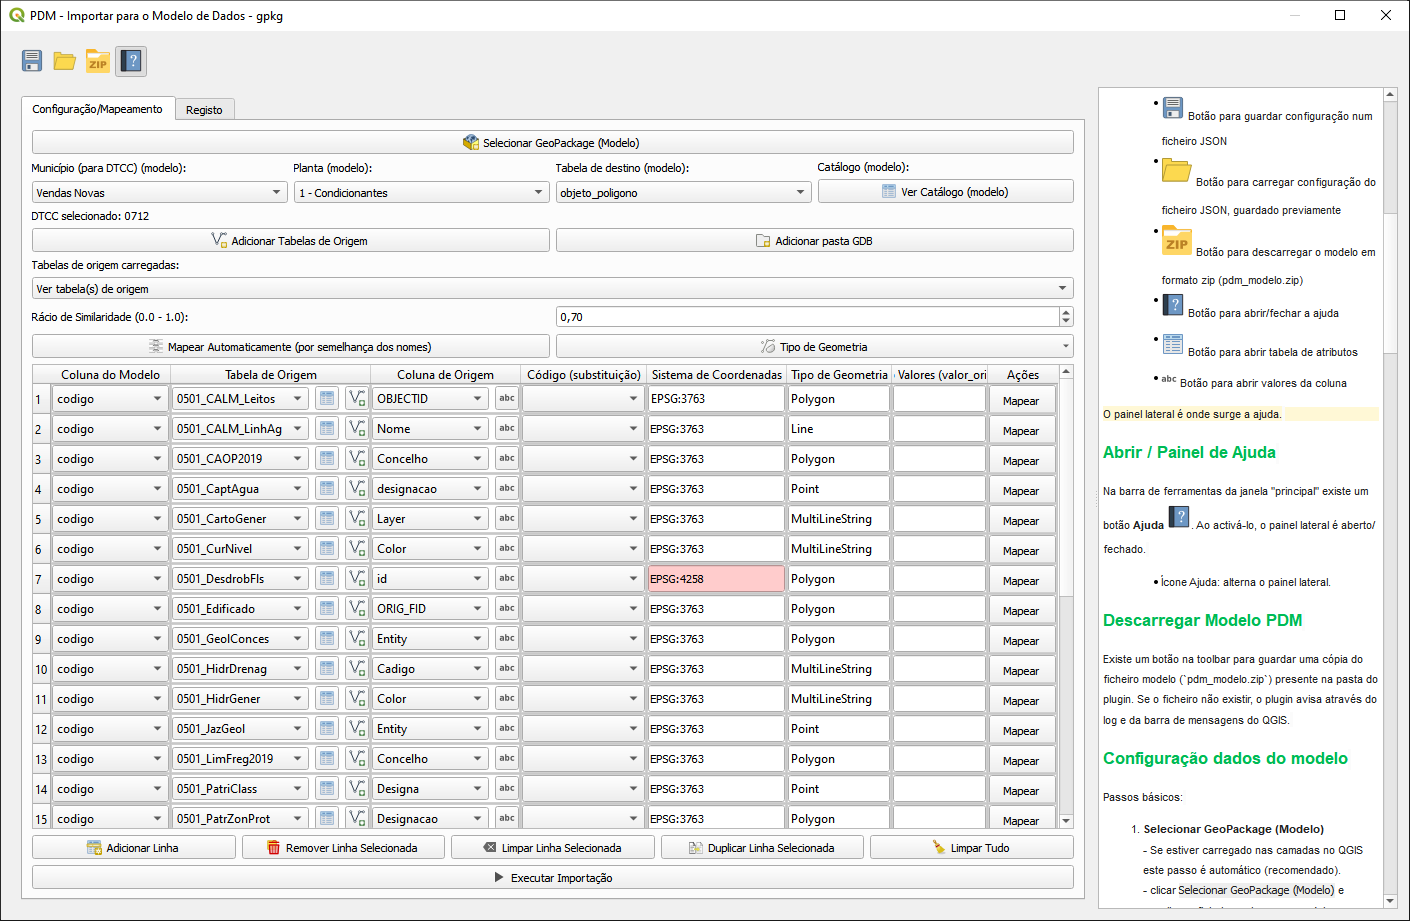 PDM - Importar para o Modelo de Dados - gpkg
ZIP
?
Configuração/Mapeamento
Registo
Selecionar GeoPackage (Modelo)
Município (para DTCC) (modelo):
Planta (modelo):
Tabela de destino (modelo):
Catálogo (modelo):
Vendas Novas
1 - Condicionantes
objeto_poligono
Ver Catálogo (modelo)
DTCC selecionado: 0712
Adicionar Tabelas de Origem
Adicionar pasta GDB
Tabelas de origem carregadas:
Ver tabela(s) de origem
Rácio de Similaridade (0.0 - 1.0):
0,70
Mapear Automaticamente (por semelhança dos nomes)
Tipo de Geometria
Coluna do Modelo Tabela de Origem Coluna de Origem Código (substituição) Sistema de Coordenadas Tipo de Geometria Valores (valor_ori Ações
1 codigo 0501_CALM_Leitos OBJECTID abc EPSG:3763 Polygon Mapear
2 codigo 0501_CALM_LinhAg Nome abc EPSG:3763 Line Mapear
3 codigo 0501_CAOP2019 Concelho abc EPSG:3763 Polygon Mapear
4 codigo 0501_CaptAgua designacao abc EPSG:3763 Point Mapear
5 codigo 0501_CartoGener Layer abc EPSG:3763 MultiLineString Mapear
6 codigo 0501_CurNivel Color abc EPSG:3763 MultiLineString Mapear
7 codigo 0501_DesdrobFls id abc EPSG:4258 Polygon Mapear
8 codigo 0501_Edificado ORIG_FID abc EPSG:3763 Polygon Mapear
9 codigo 0501_GeolConces Entity abc EPSG:3763 Polygon Mapear
10 codigo 0501_HidrDrenag Cadigo abc EPSG:3763 MultiLineString Mapear
11 codigo 0501_HidrGener Color abc EPSG:3763 MultiLineString Mapear
12 codigo 0501_JazGeol Entity abc EPSG:3763 Point Mapear
13 codigo 0501_LimFreg2019 Concelho abc EPSG:3763 Polygon Mapear
14 codigo 0501_PatriClass Designa abc EPSG:3763 Point Mapear
15 codigo 0501_PatrZonProt Designacao abc EPSG:3763 Polygon Mapear
Adicionar Linha
Remover Linha Selecionada
Limpar Linha Selecionada
Duplicar Linha Selecionada
Limpar Tudo
Executar Importação
• Botão para guardar configuração num
ficheiro JSON
• Botão para carregar configuração do
ficheiro JSON, guardado previamente
• ZIP Botão para descarregar o modelo em
formato zip (pdm_modelo.zip)
• ? Botão para abrir/fechar a ajuda
• Botão para abrir tabela de atributos
• abc Botão para abrir valores da coluna
O painel lateral é onde surge a ajuda.
Abrir / Painel de Ajuda
Na barra de ferramentas da janela "principal" existe um
botão Ajuda ? . Ao activá-lo, o painel lateral é aberto/
fechado.
• Ícone Ajuda: alterna o painel lateral.
Descarregar Modelo PDM
Existe um botão na toolbar para guardar uma cópia do
ficheiro modelo (`pdm_modelo.zip`) presente na pasta do
plugin. Se o ficheiro não existir, o plugin avisa através do
log e da barra de mensagens do QGIS.
Configuração dados do modelo
Passos básicos:
1. Selecionar GeoPackage (Modelo)
- Se estiver carregado nas camadas no QGIS
este passo é automático (recomendado).
- clicar Selecionar GeoPackage (Modelo) e